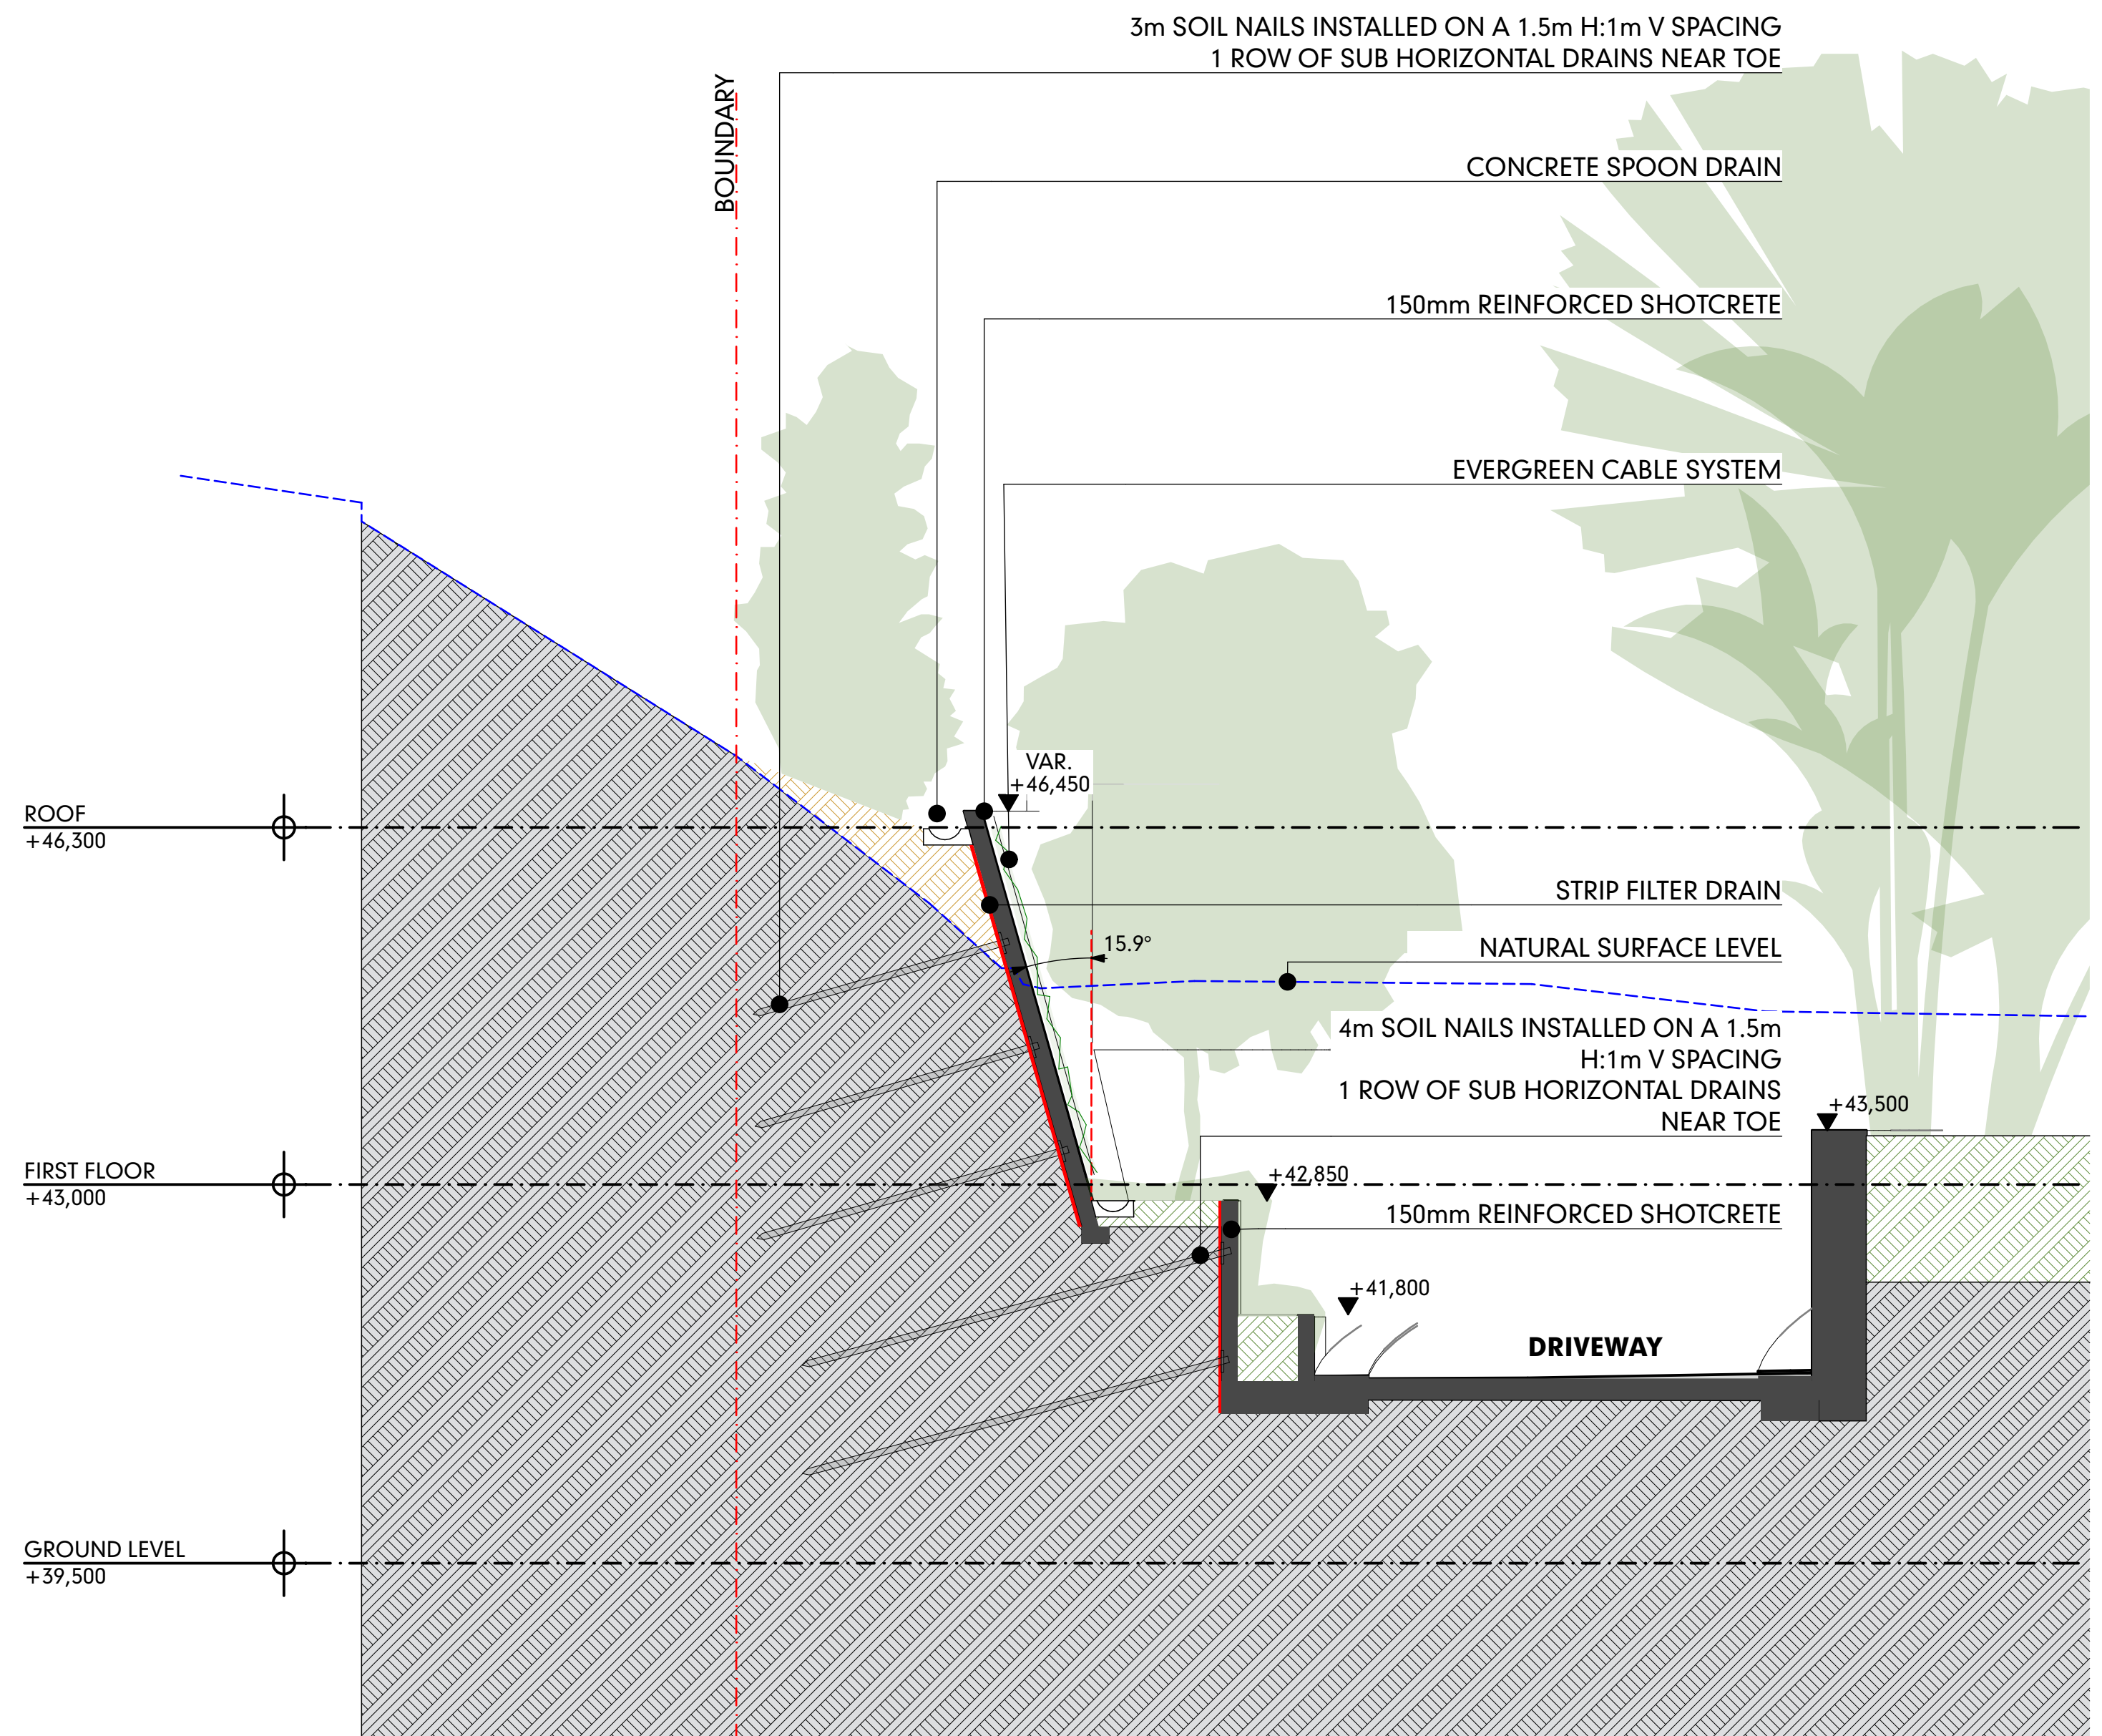 3m SOIL NAILS INSTALLED ON A 1.5m H:1m V SPACING
1 ROW OF SUB HORIZONTAL DRAINS NEAR TOE
BOUNDARY
CONCRETE SPOON DRAIN
150mm REINFORCED SHOTCRETE
EVERGREEN CABLE SYSTEM
VAR.
+46,450
ROOF
+46,300
STRIP FILTER DRAIN
15.9°
NATURAL SURFACE LEVEL
4m SOIL NAILS INSTALLED ON A 1.5m
H:1m V SPACING
1 ROW OF SUB HORIZONTAL DRAINS
NEAR TOE
+43,500
FIRST FLOOR
+43,000
+42,850
150mm REINFORCED SHOTCRETE
+41,800
DRIVEWAY
GROUND LEVEL
+39,500